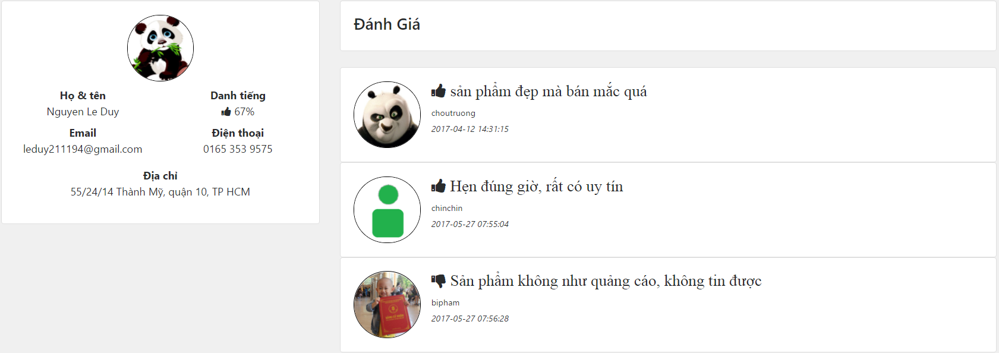 Họ & tên
Nguyen Le Duy
Danh tiếng
67%
Email
leduy211194@gmail.com
Điện thoại
0165 353 9575
Địa chỉ
55/24/14 Thành Mỹ, quận 10, TP HCM
Đánh Giá
sản phẩm đẹp mà bán mắc quá
choutruong
2017-04-12 14:31:15
Hẹn đúng giờ, rất có uy tín
chinchin
2017-05-27 07:55:04
Sản phẩm không như quảng cáo, không tin được
bipham
2017-05-27 07:56:28